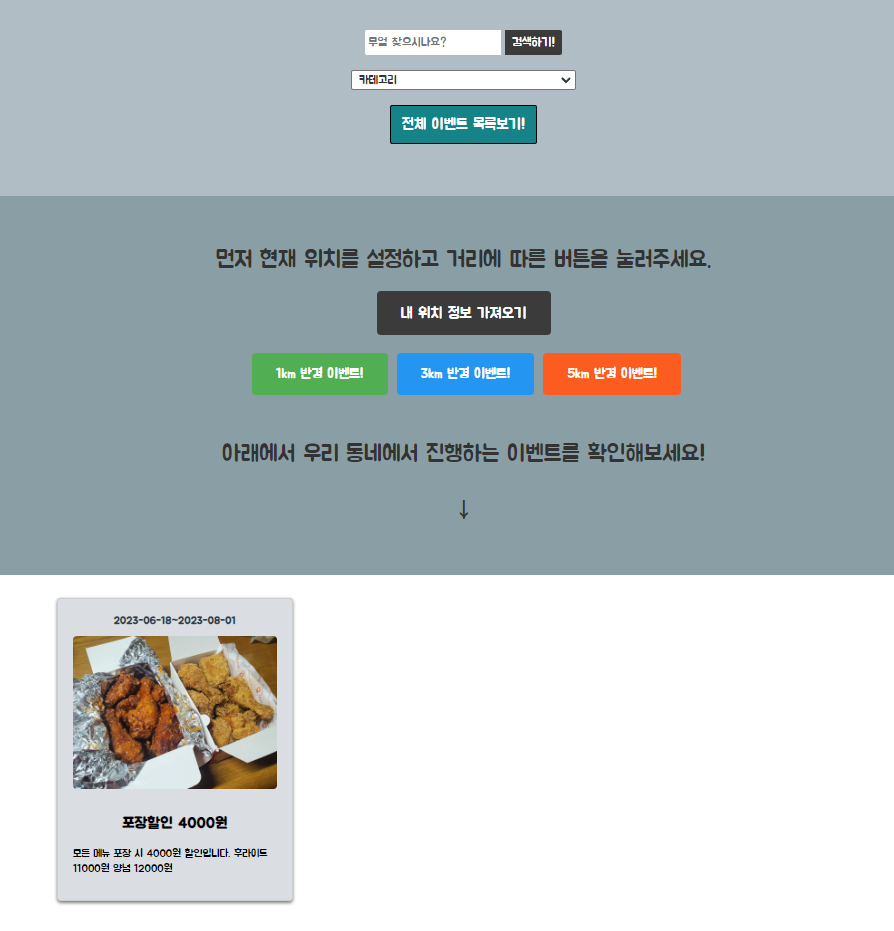 무얼 찾으시나요? 검색하기!
카테고리
전체 이벤트 목록보기!
먼저 현재 위치를 설정하고 거리에 따른 버튼을 눌러주세요.
내 위치 정보 가져오기
1km 반경 이벤트! 3km 반경 이벤트! 5km 반경 이벤트!
아래에서 우리 동네에서 진행하는 이벤트를 확인해보세요!
↓
2023-06-18~2023-08-01
포장할인 4000원
모든 메뉴 포장 시 4000원 할인입니다. 후라이드
11000원 양념 12000원